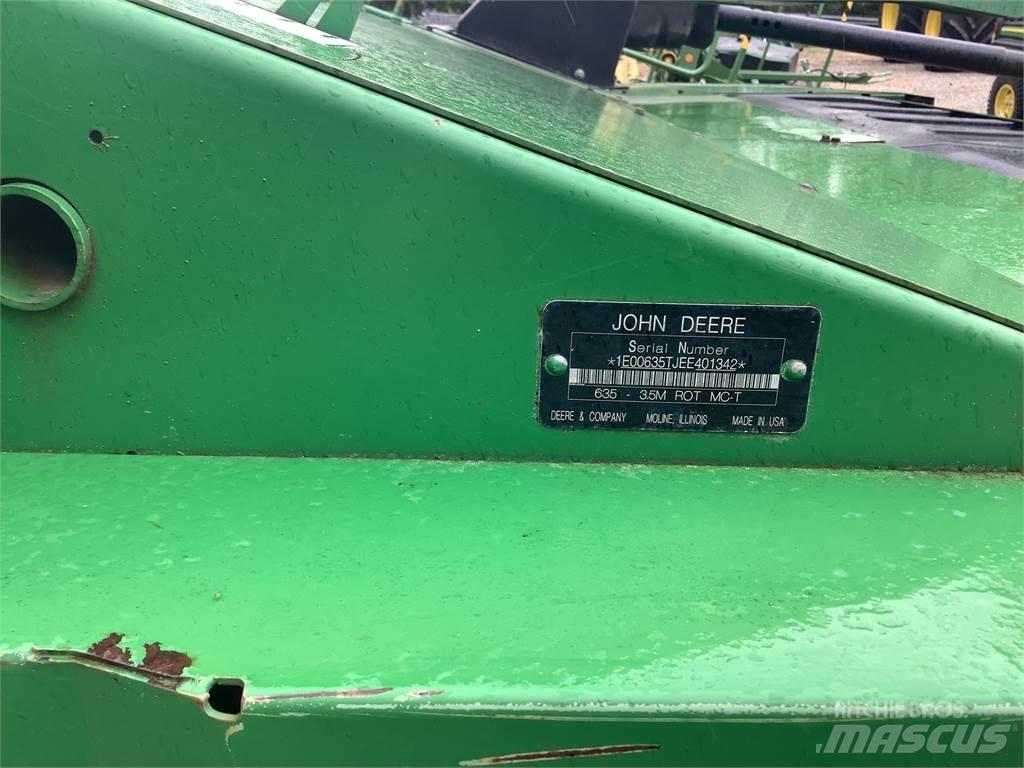 JOHN DEERE
Serial Number
*1E00635TJEE401342*
635 - 3.5M ROT MC-T
DEERE & COMPANY MOLINE, ILLINOIS MADE IN USA
RITCHIE BROS
MASCUS